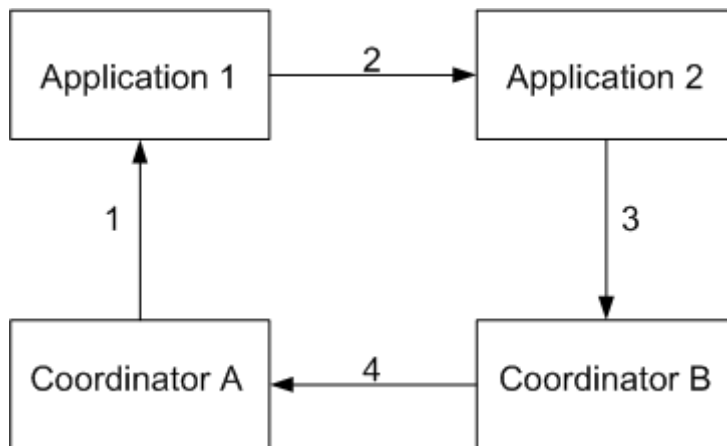 Application 1
2
Application 2
1
3
Coordinator A
4
Coordinator B